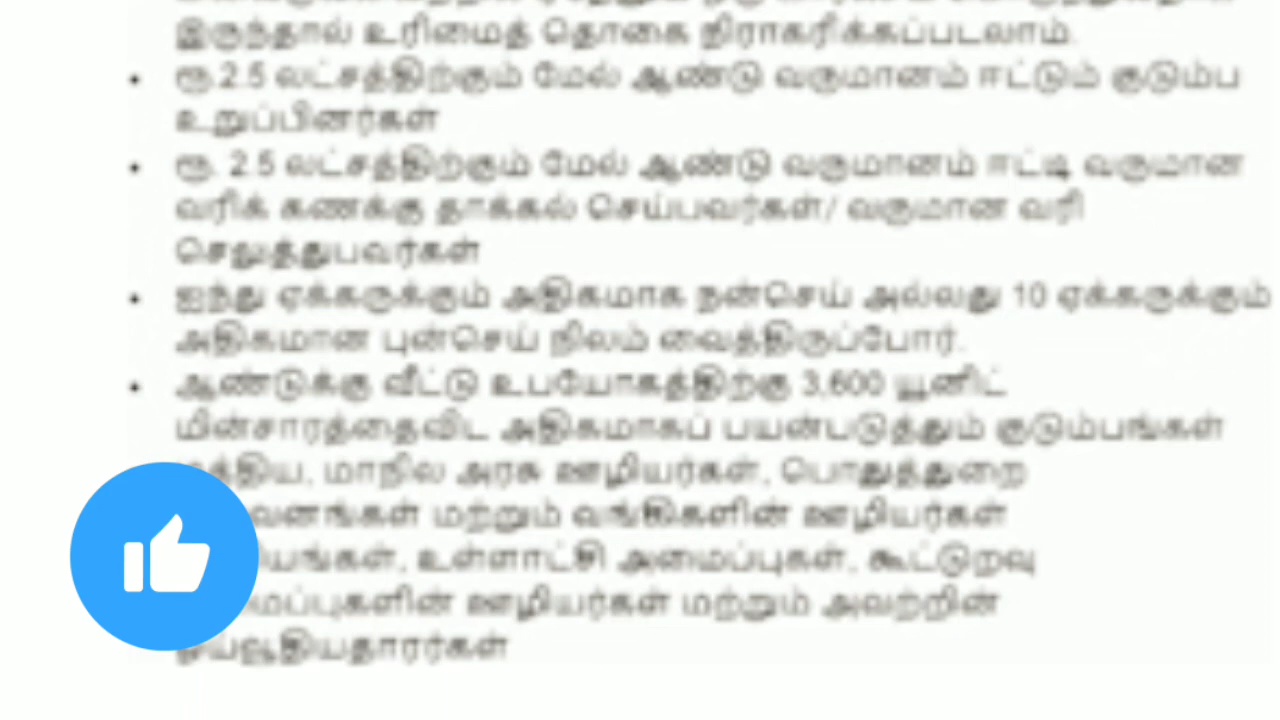 இருந்தால் உரிமைத் தொகை நிராகரிக்கப்படலாம்.
• ரூ.2.5 லட்சத்திற்கும் மேல் ஆண்டு வருமானம் ஈட்டும் குடும்ப
உறுப்பினர்கள்
• ரூ. 2.5 லட்சத்திற்கும் மேல் ஆண்டு வருமானம் ஈட்டி வருமான
வரிக் கணக்கு தாக்கல் செய்பவர்கள்/ வருமான வரி
செலுத்துபவர்கள்
• ஐந்து ஏக்கருக்கும் அதிகமாக நன்செய் அல்லது 10 ஏக்கருக்கும்
அதிகமான புன்செய் நிலம் வைத்திருப்போர்.
• ஆண்டுக்கு வீட்டு உபயோகத்திற்கு 3,600 யூனிட்
மின்சாரத்தைவிட அதிகமாகப் பயன்படுத்தும் குடும்பங்கள்
மாநில அரசு ஊழியர்கள், பொதுத்துறை
மற்றும் வங்கிகளின் ஊழியர்கள்
உள்ளாட்சி அமைப்புகள், கூட்டுறவு
ஊழியர்கள் மற்றும் அவற்றின்
ஓய்வூதியதாரர்கள்